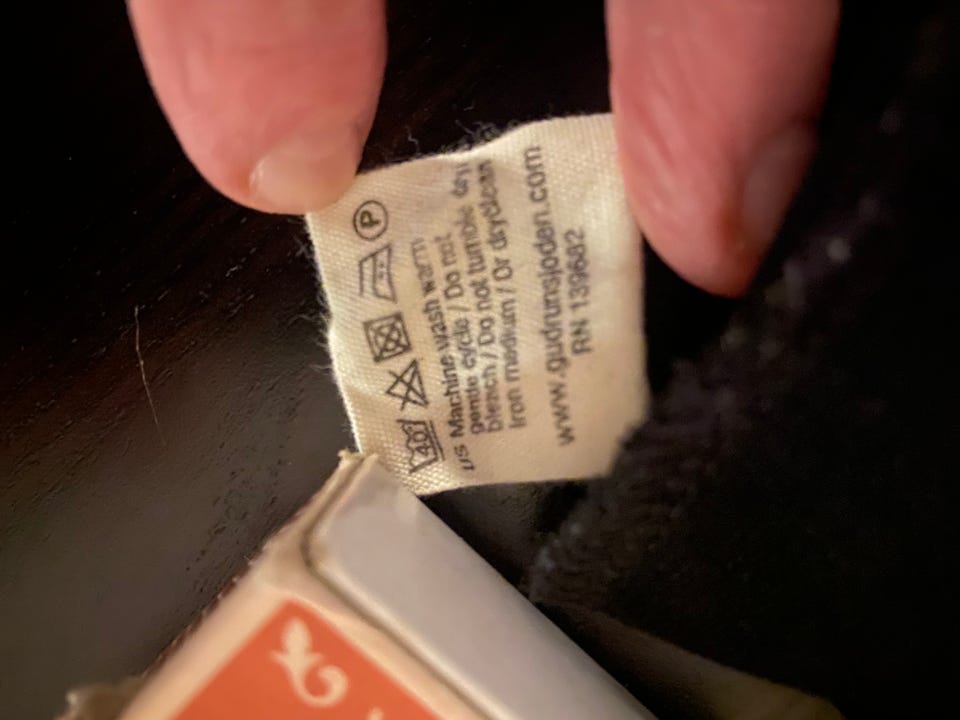 40 P
US Machine wash warm
gentle cycle / Do not
bleach / Do not tumble dry /
Iron medium / Or dryclean
www.gudrunsjoden.com
RN 139682